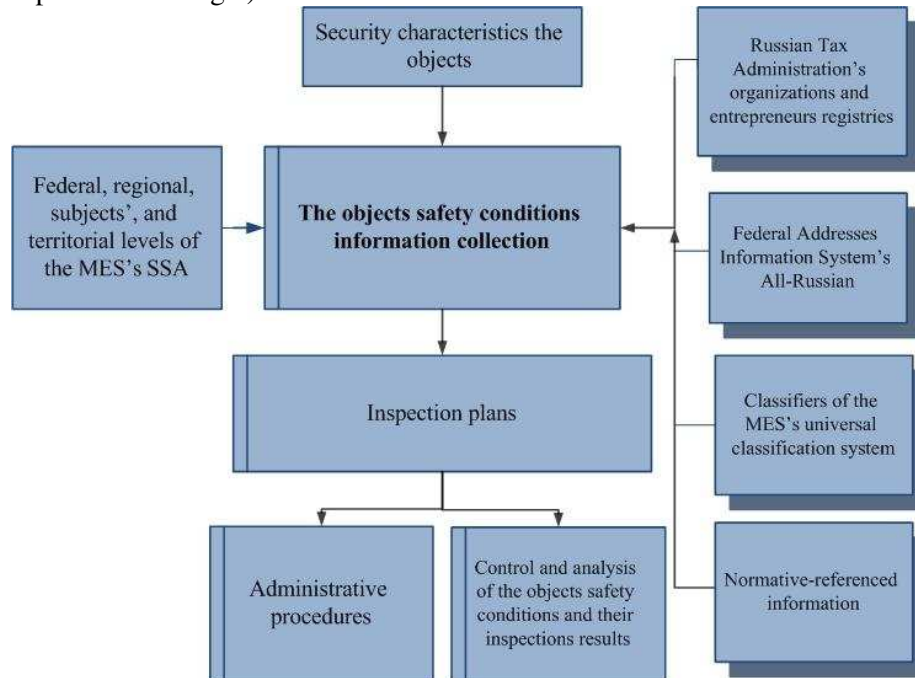 Security characteristics the
objects
Russian Tax
Administration's
organizations and
entrepreneurs registries
Federal, regional,
subjects', and
territorial levels of
the MES's SSA
The objects safety conditions
information collection
Federal Addresses
Information System's
All-Russian
Inspection plans
Classifiers of the
MES's universal
classification system
Administrative
procedures
Control and analysis
of the objects safety
conditions and their
inspections results
Normative-referenced
information